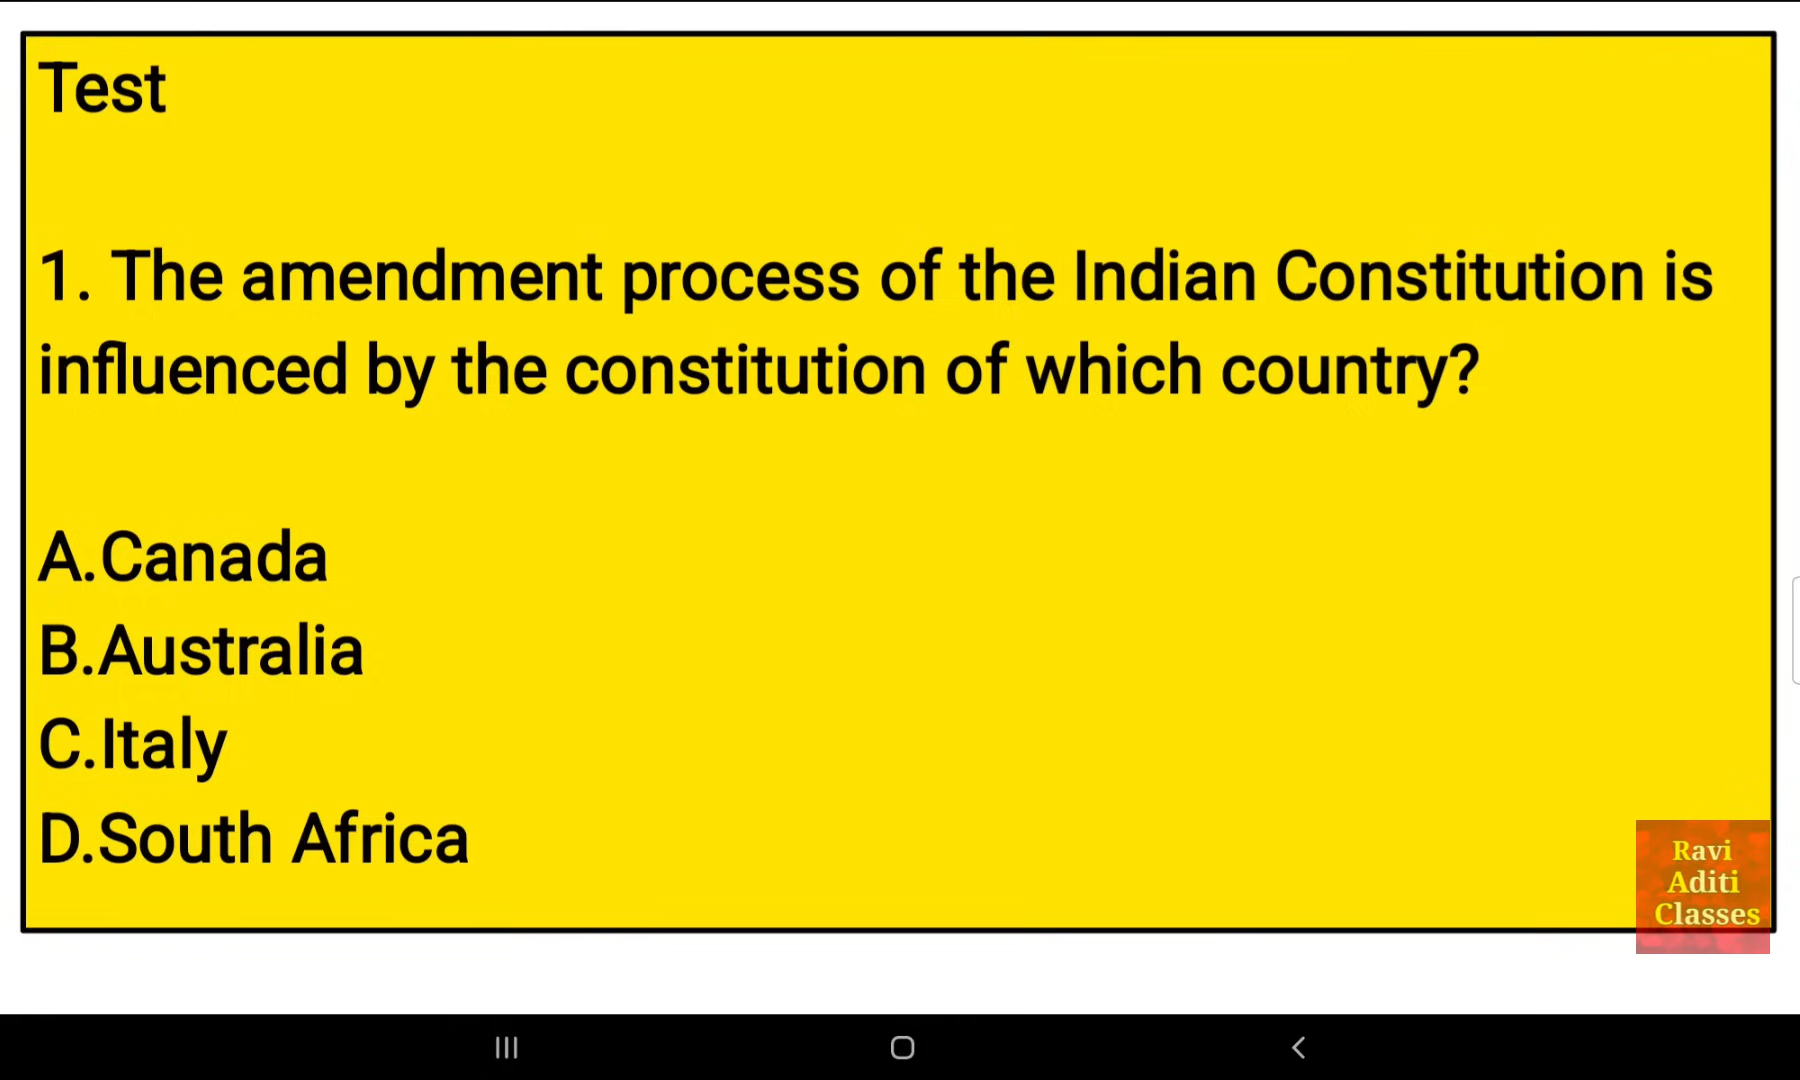 Test
1. The amendment process of the Indian Constitution is
influenced by the constitution of which country?
A.Canada
B.Australia
C.Italy
D.South Africa
Ravi
Aditi
Classes